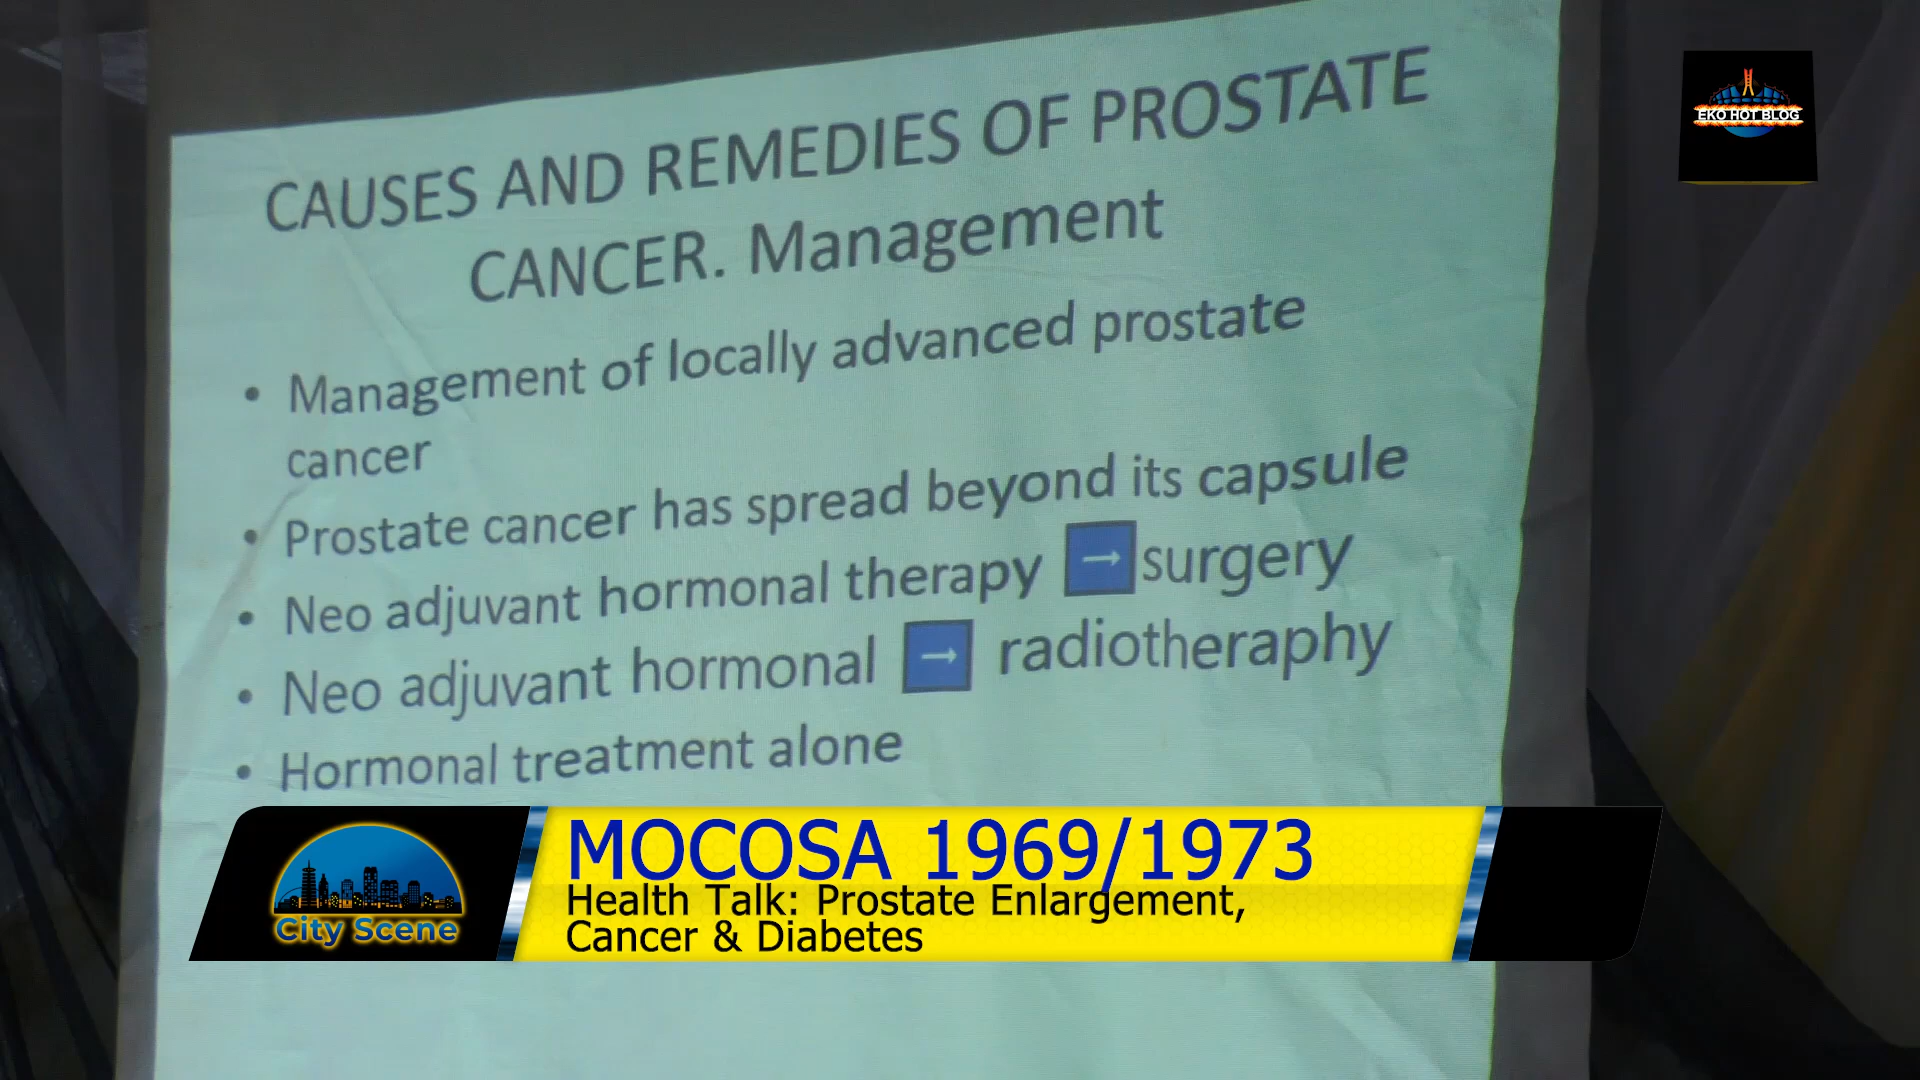 EKO HOT BLOG
CAUSES AND REMEDIES OF PROSTATE
CANCER. Management
• Management of locally advanced prostate
cancer
• Prostate cancer has spread beyond its capsule
• Neo adjuvant hormonal therapy → surgery
• Neo adjuvant hormonal → radiotheraphy
• Hormonal treatment alone
City Scene
MOCOSA 1969/1973
Health Talk: Prostate Enlargement,
Cancer & Diabetes